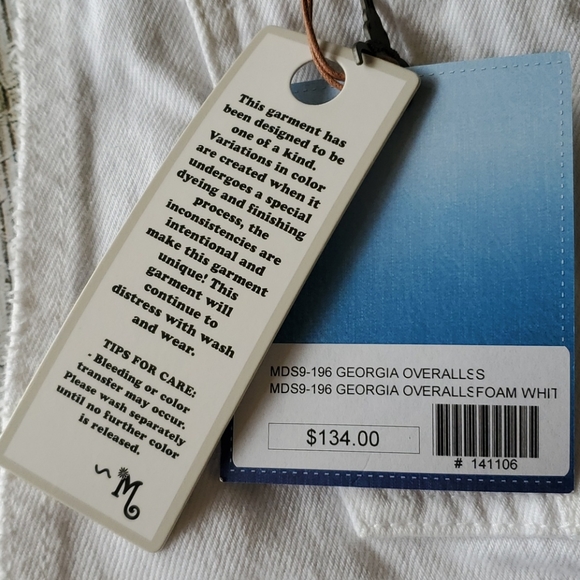 This garment has
been designed to be
one of a kind.
Variations in color
are created when it
undergoes a special
dyeing and finishing
process, the
inconsistencies are
intentional and
make this garment
unique! This
garment will
continue to
distress with wash
and wear.
TIPS FOR CARE:
- Bleeding or color
transfer may occur.
Please wash separately
until no further color
is released.
~M
MDS9-196 GEORGIA OVERALLSS
MDS9-196 GEORGIA OVERALLSFOAM WHIT
$134.00
# 141106